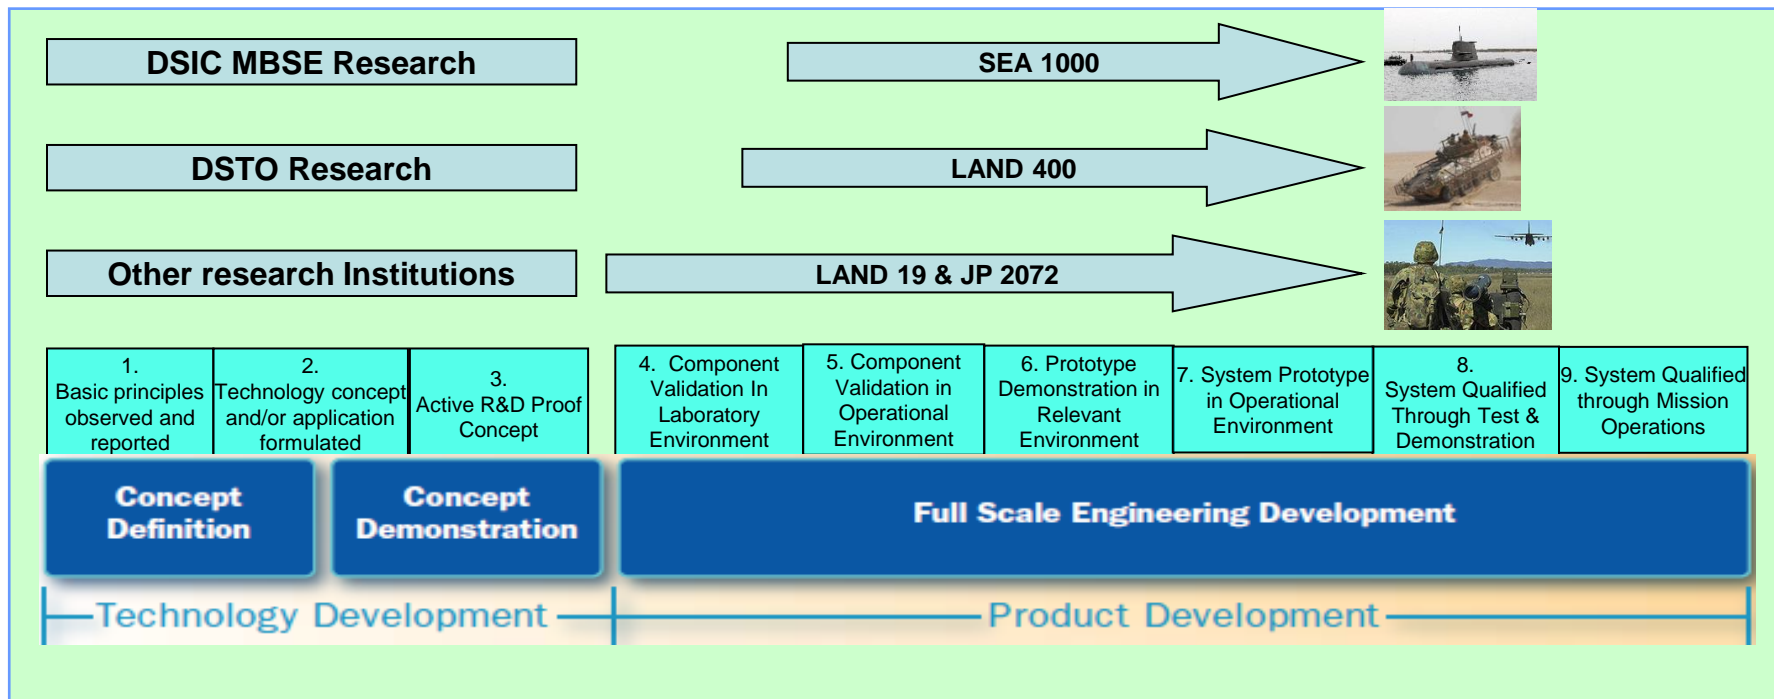 DSIC MBSE Research
SEA 1000
DSTO Research
LAND 400
Other research Institutions
LAND 19 & JP 2072
1.
Basic principles
observed and
reported
2.
Technology concept
and/or application
formulated
3.
Active R&D Proof
Concept
4. Component
Validation In
Laboratory
Environment
5. Component
Validation in
Operational
Environment
6. Prototype
Demonstration in
Relevant
Environment
7. System Prototype
in Operational
Environment
8.
System Qualified
Through Test &
Demonstration
9. System Qualified
through Mission
Operations
Concept
Definition
Concept
Demonstration
Full Scale Engineering Development
Technology Development
Product Development